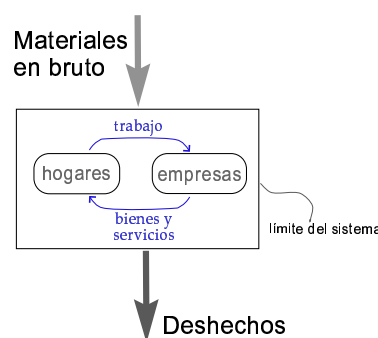 Materiales
en bruto
trabajo
hogares
empresas
bienes y
servicios
límite del sistema
Deshechos